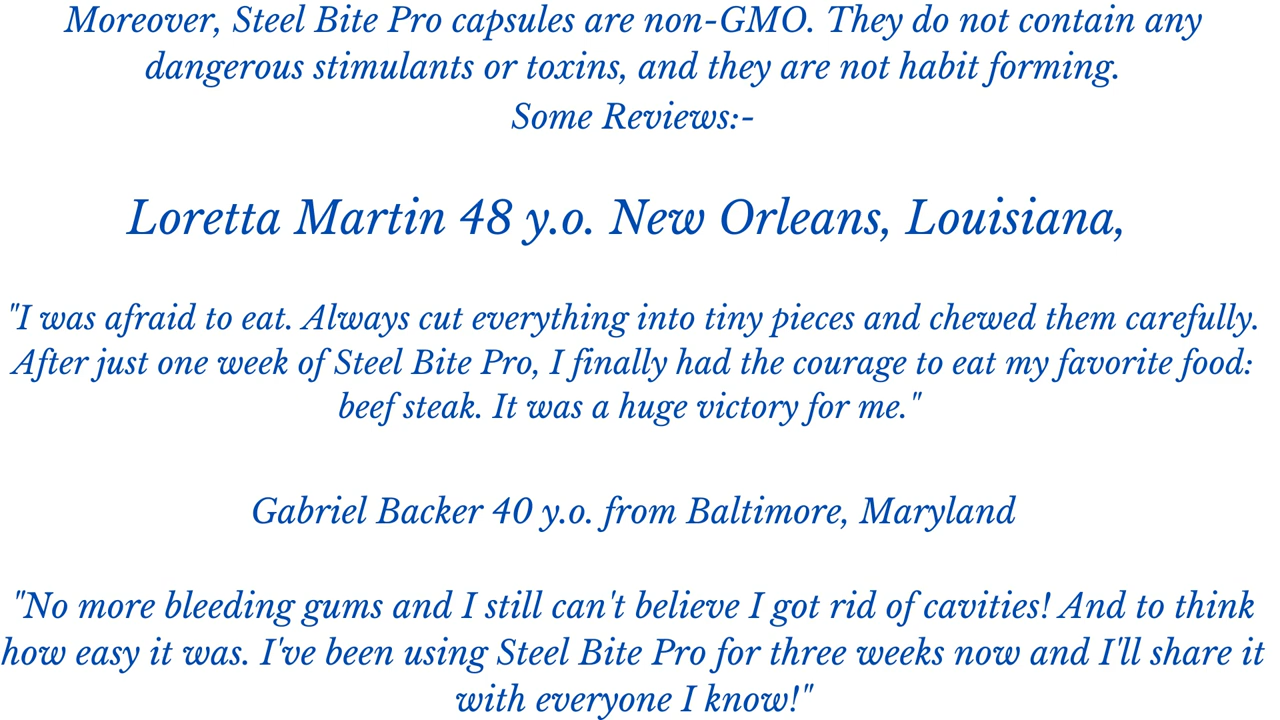 Moreover, Steel Bite Pro capsules are non-GMO. They do not contain any
dangerous stimulants or toxins, and they are not habit forming.
Some Reviews:-
Loretta Martin 48 y.o. New Orleans, Louisiana,
"I was afraid to eat. Always cut everything into tiny pieces and chewed them carefully.
After just one week of Steel Bite Pro, I finally had the courage to eat my favorite food:
beef steak. It was a huge victory for me."
Gabriel Backer 40 y.o. from Baltimore, Maryland
"No more bleeding gums and I still can't believe I got rid of cavities! And to think
how easy it was. I've been using Steel Bite Pro for three weeks now and I'll share it
with everyone I know!"